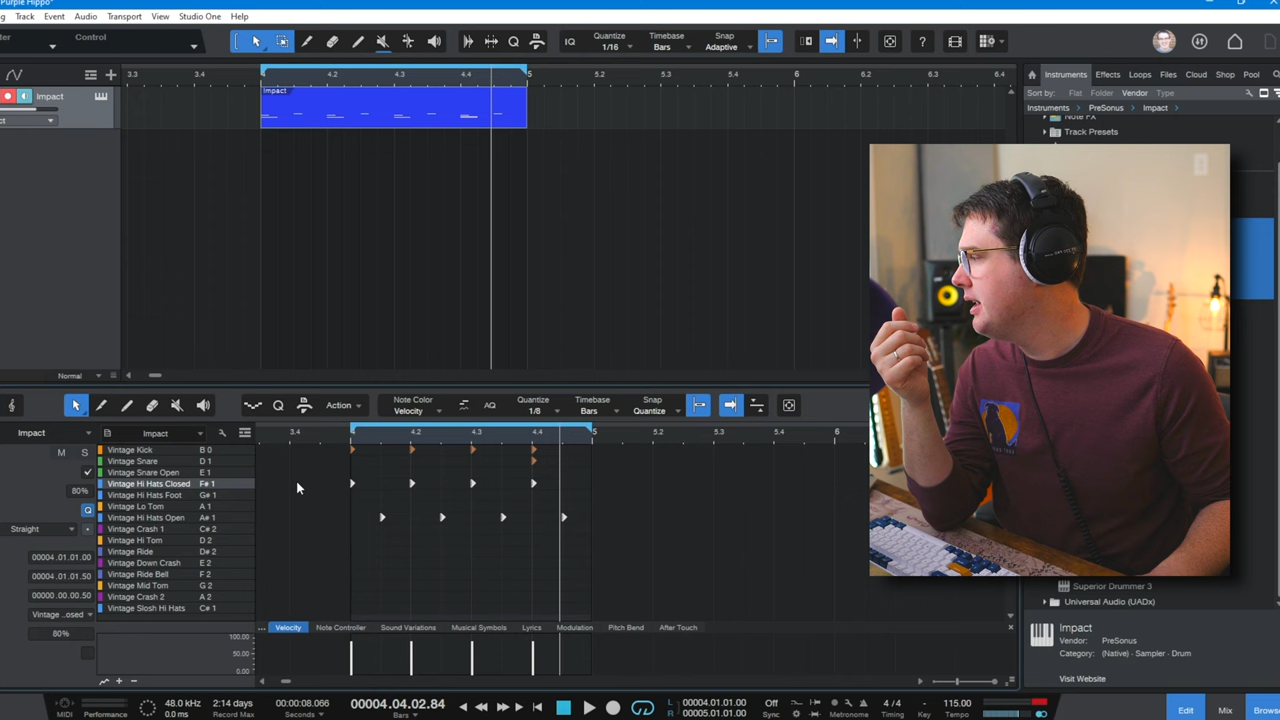 Purple Hippo*
Track Event Audio Transport View Studio One Help
Control
IQ Quantize 1/16 Timebase Bars Snap Adaptive
?
3.3 3.4 4 4.2 4.3 4.4 5 5.2 5.3 5.4 6 6.2 6.3 6.4
Impact
Impact
Normal
Instruments Effects Loops Files Cloud Shop Pool
Sort by: Flat Folder Vendor Type
Instruments > PreSonus > Impact >
Note FX
Track Presets
Superior Drummer 3
Universal Audio (UADx)
Impact
Vendor: PreSonus
Category: (Native) - Sampler - Drum
Visit Website
Action
Note Color Velocity
AQ
Quantize 1/8
Timebase Bars
Snap Quantize
Impact
Impact
3.4 4.2 4.3 4.4 5 5.2 5.3 5.4 6
M S
80%
Straight
00004.01.01.00
00004.01.01.50
00000.00.00.50
Vintage ..osed
80%
Vintage Kick B 0
Vintage Snare D 1
Vintage Snare Open E 1
Vintage Hi Hats Closed F# 1
Vintage Hi Hats Foot G# 1
Vintage Lo Tom A 1
Vintage Hi Hats Open A# 1
Vintage Crash 1 C# 2
Vintage Hi Tom D 2
Vintage Ride D# 2
Vintage Down Crash E 2
Vintage Ride Bell F 2
Vintage Mid Tom G 2
Vintage Crash 2 A 2
Vintage Slosh Hi Hats C# 1
... Velocity Note Controller Sound Variations Musical Symbols Lyrics Modulation Pitch Bend After Touch
100.00
50.00
0.00
MIDI Performance
48.0 kHz
0.0 ms
2:14 days
Record Max
00:00:08.066
Seconds
00004.04.02.84
Bars
L 00004.01.01.00
R 00005.01.01.00
Off
Sync
Metronome
4 / 4
Timing
Key
115.00
Tempo
Edit Mix Brows